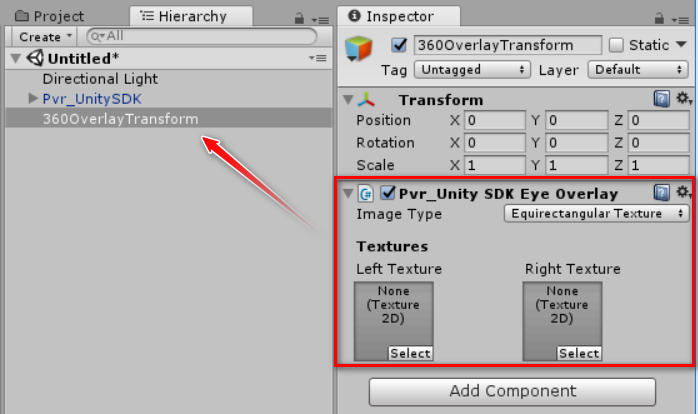 Project
Hierarchy
Create
All
Untitled*
Directional Light
Pvr_UnitySDK
360OverlayTransform
Inspector
360OverlayTransform
Static
Tag Untagged Layer Default
Transform
Position X 0 Y 0 Z 0
Rotation X 0 Y 0 Z 0
Scale X 1 Y 1 Z 1
C#
Pvr_Unity SDK Eye Overlay
Image Type Equirectangular Texture
Textures
Left Texture Right Texture
None
(Texture
2D)
Select
None
(Texture
2D)
Select
Add Component